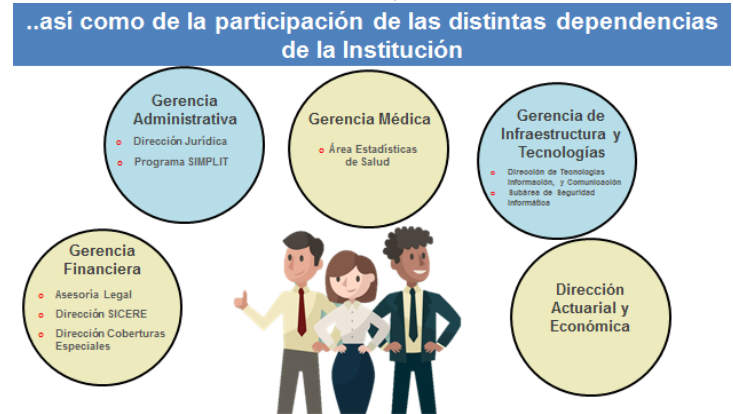 ..así como de la participación de las distintas dependencias
de la Institución
Gerencia
Administrativa
Dirección Jurídica
Programa SIMPLIT
Gerencia Médica
Área Estadísticas
de Salud
Gerencia de
Infraestructura y
Tecnologías
Dirección de Tecnologías
Información, y Comunicación
Subárea de Seguridad
Informática
Gerencia
Financiera
Asesoría Legal
Dirección SICERE
Dirección Coberturas
Especiales
Dirección
Actuarial y
Económica